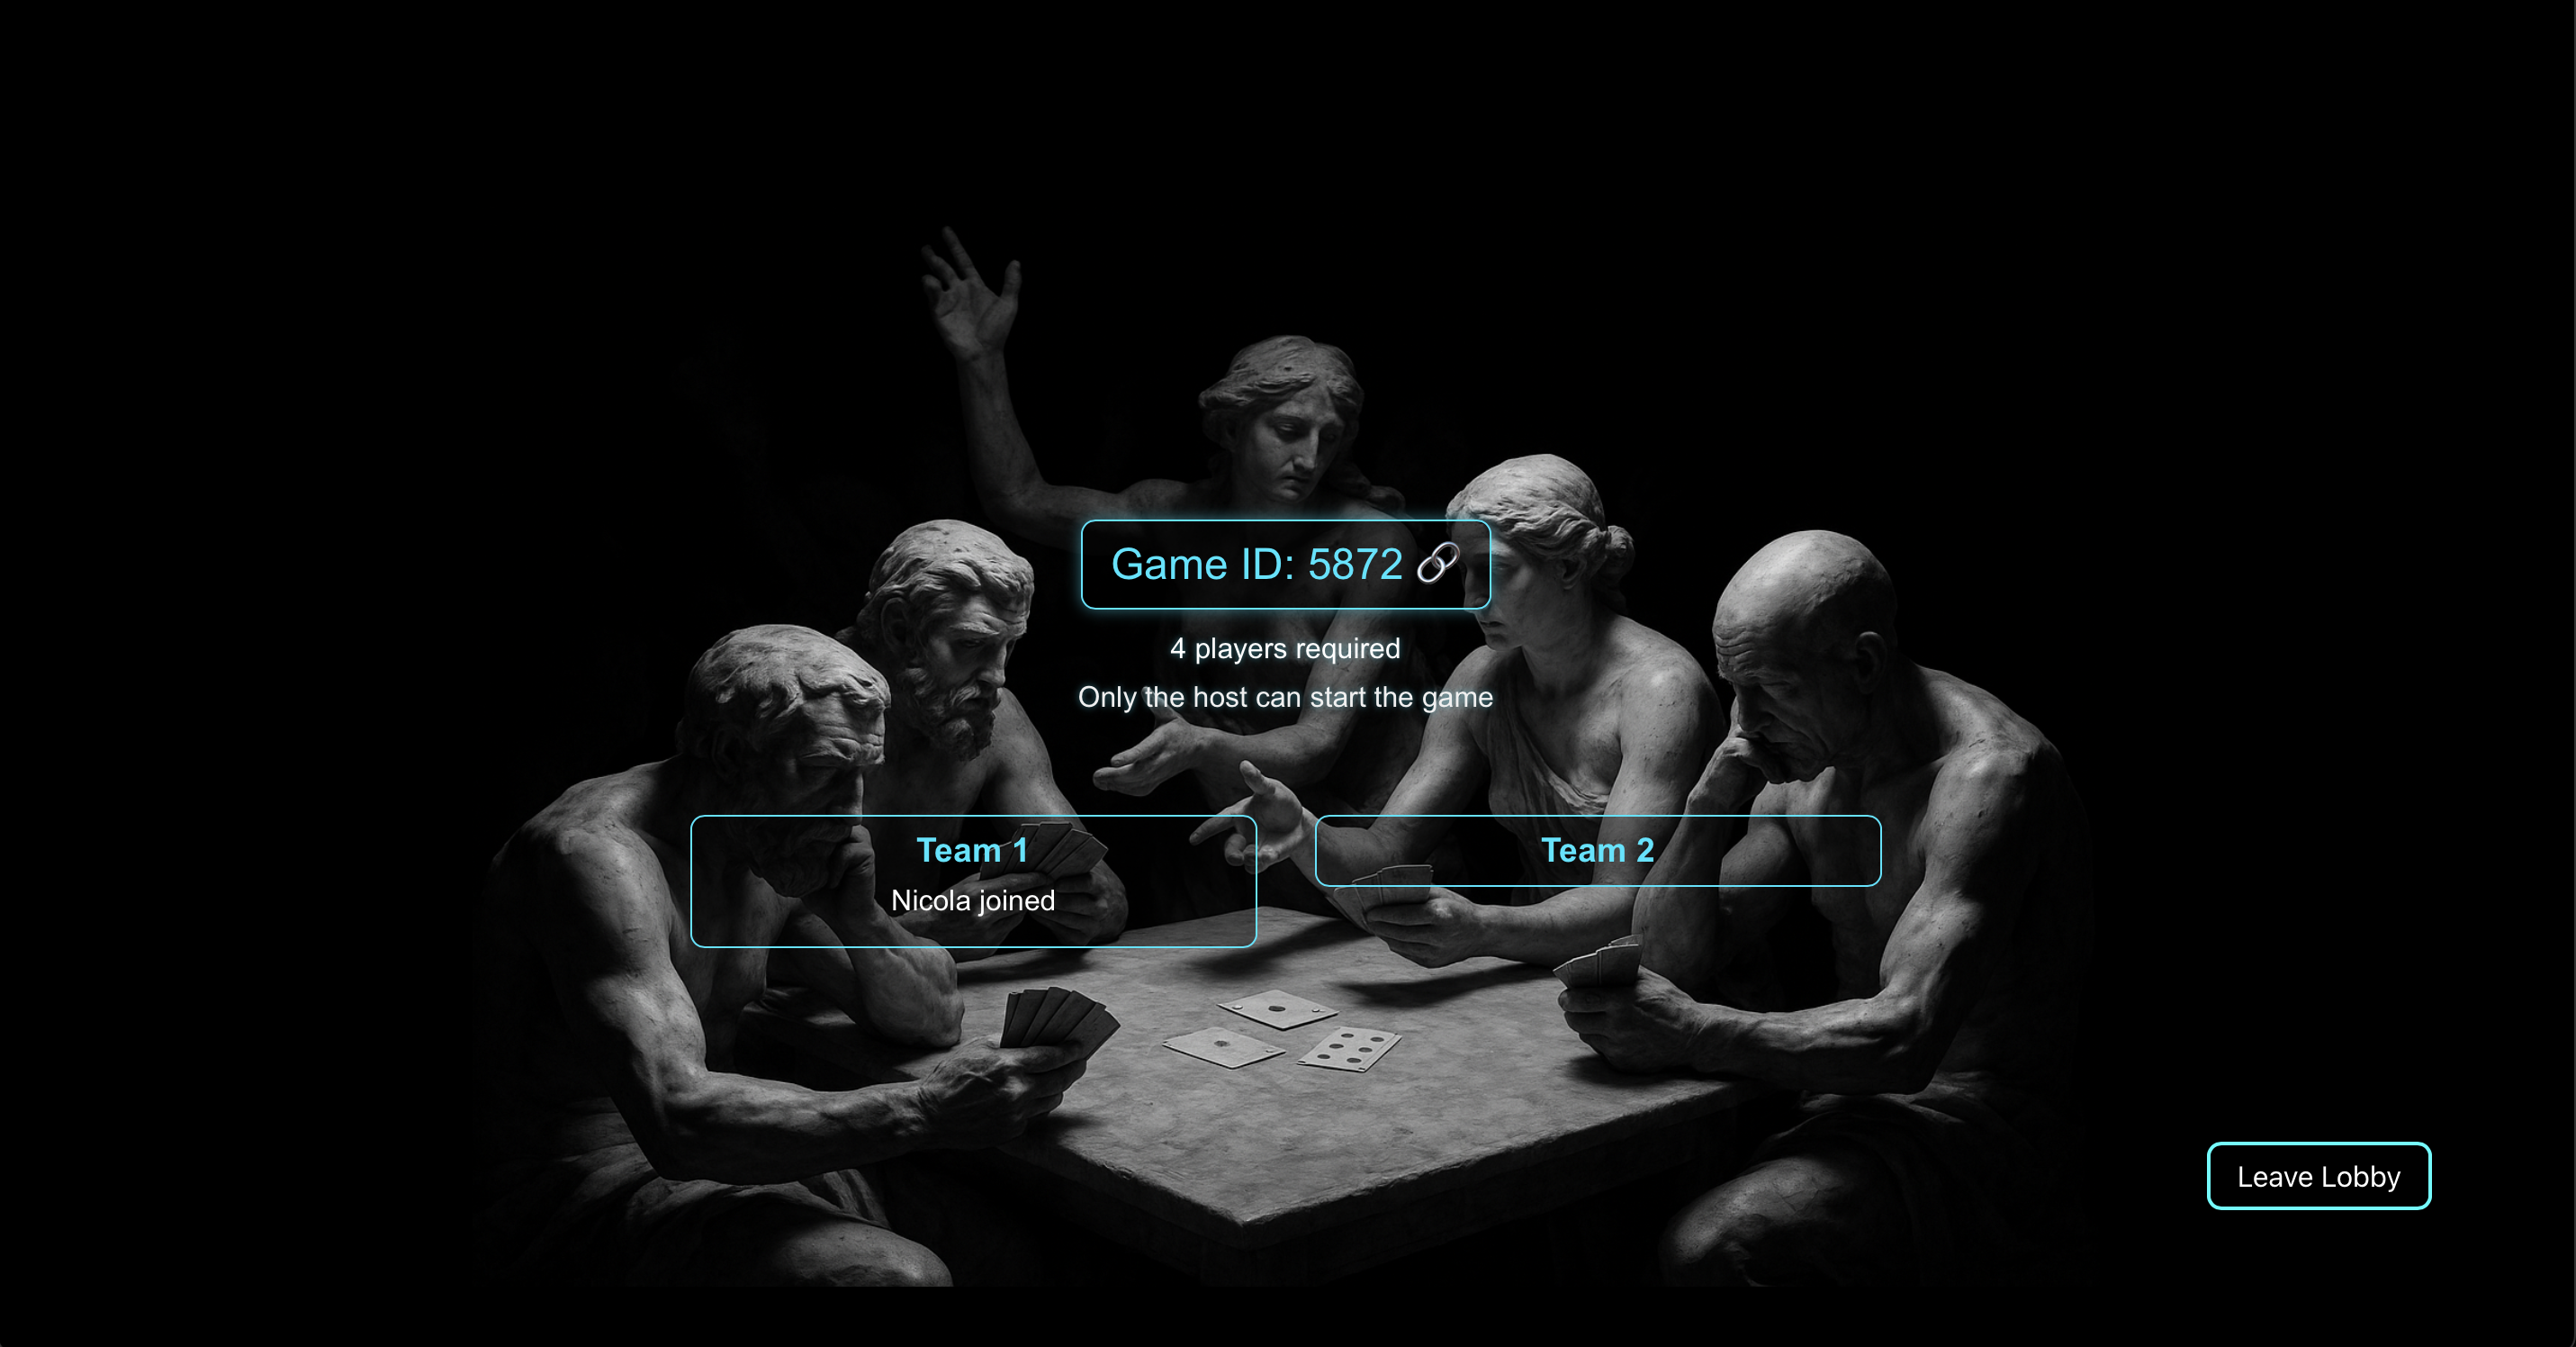 Game ID: 5872 🔗
4 players required
Only the host can start the game
Team 1
Nicola joined
Team 2
Leave Lobby